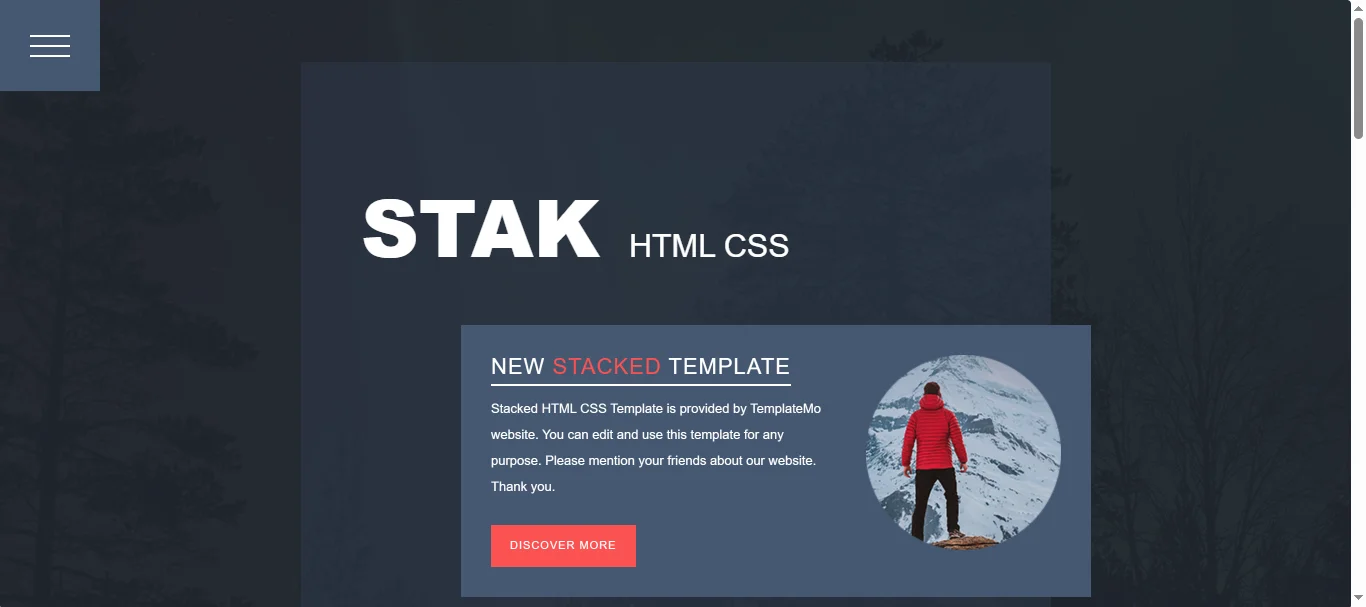 STAK HTML CSS
NEW STACKED TEMPLATE
Stacked HTML CSS Template is provided by TemplateMo
website. You can edit and use this template for any
purpose. Please mention your friends about our website.
Thank you.
DISCOVER MORE